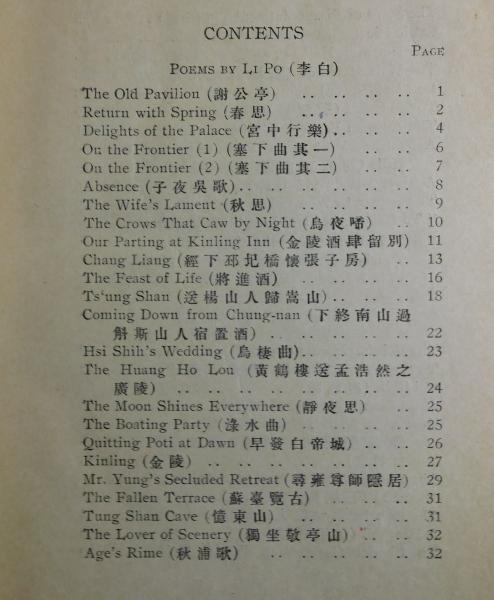 CONTENTS
PAGE
POEMS BY LI PO (李白)
The Old Pavilion (謝公亭) .. .. .. .. 1
Return with Spring (春思) .. .. .. .. 2
Delights of the Palace (宮中行樂).. .. .. 4
On the Frontier (1) (塞下曲其一) .. .. .. 6
On the Frontier (2) (塞下曲其二) .. .. .. 7
Absence (子夜吳歌).. .. .. .. .. 8
The Wife's Lament (秋思) .. .. .. .. 9
The Crows That Caw by Night (烏夜啼) .. .. 10
Our Parting at Kinling Inn (金陵酒肆留別) 11
Chang Liang (經下邳圯橋懷張子房) .. .. 13
The Feast of Life (將進酒) .. .. .. .. 16
Ts'ung Shan (送楊山人歸嵩山).. .. .. 18
Coming Down from Chung-nan (下終南山過
斛斯山人宿置酒) .. .. .. .. .. 22
Hsi Shih's Wedding (烏棲曲).. .. .. .. 23
The Huang Ho Lou (黃鶴樓送孟浩然之
廣陵) .. .. .. .. .. .. .. 24
The Moon Shines Everywhere (靜夜思) .. 25
The Boating Party (淥水曲) .. .. .. .. 25
Quitting Poti at Dawn (早發白帝城) .. .. 26
Kinling (金陵) .. .. .. .. .. .. 27
Mr. Yung's Secluded Retreat (尋雍尊師隱居) 29
The Fallen Terrace (蘇臺覽古) .. .. .. 31
Tung Shan Cave (憶東山) .. .. .. .. 31
The Lover of Scenery (獨坐敬亭山) .. .. 32
Age's Rime (秋浦歌) .. .. .. .. .. 32